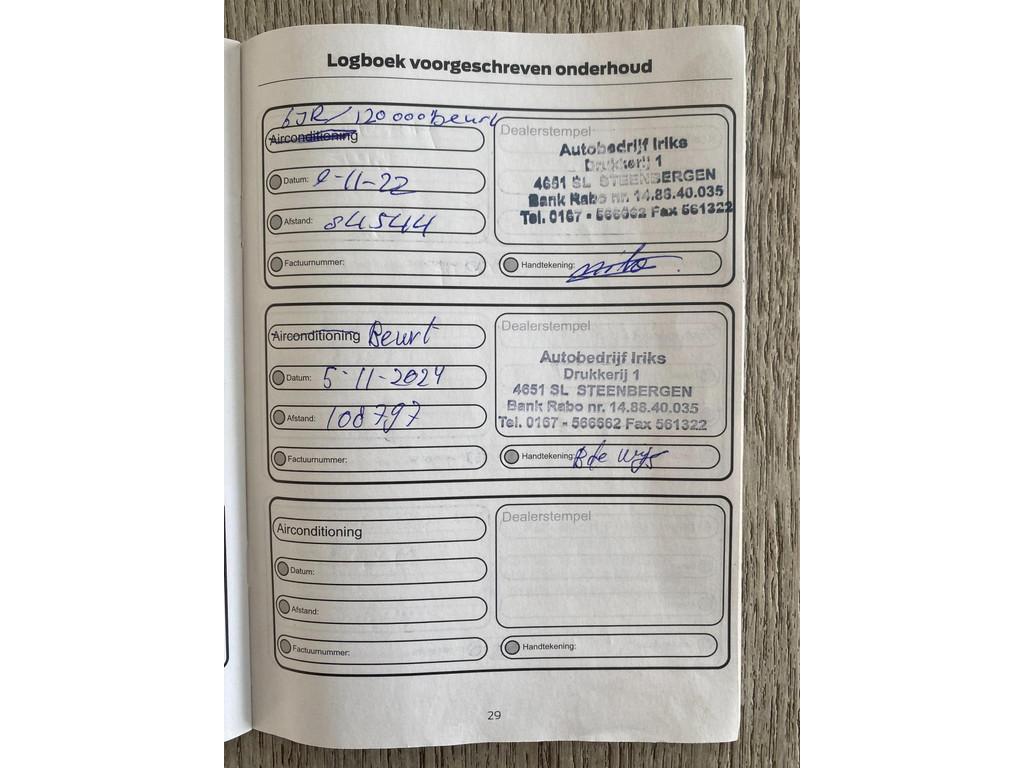 Logboek voorgeschreven onderhoud
6JR/120000 Beurt
Airconditioning
Dealerstempel
Autobedrijf Iriks
Drukkerij 1
4651 SL STEENBERGEN
Bank Rabo nr. 14.88.40.035
Tel. 0167 - 566662 Fax 561322
Datum: -11-22
Afstand: 84544
Factuurnummer:
Handtekening:
Airconditioning Beurt
Dealerstempel
Autobedrijf Iriks
Drukkerij 1
4651 SL STEENBERGEN
Bank Rabo nr. 14.88.40.035
Tel. 0167 - 566662 Fax 561322
Datum: 5-11-2024
Afstand: 108797
Factuurnummer:
Handtekening: B de Wijs
Airconditioning
Dealerstempel
Datum:
Afstand:
Factuurnummer:
Handtekening:
29